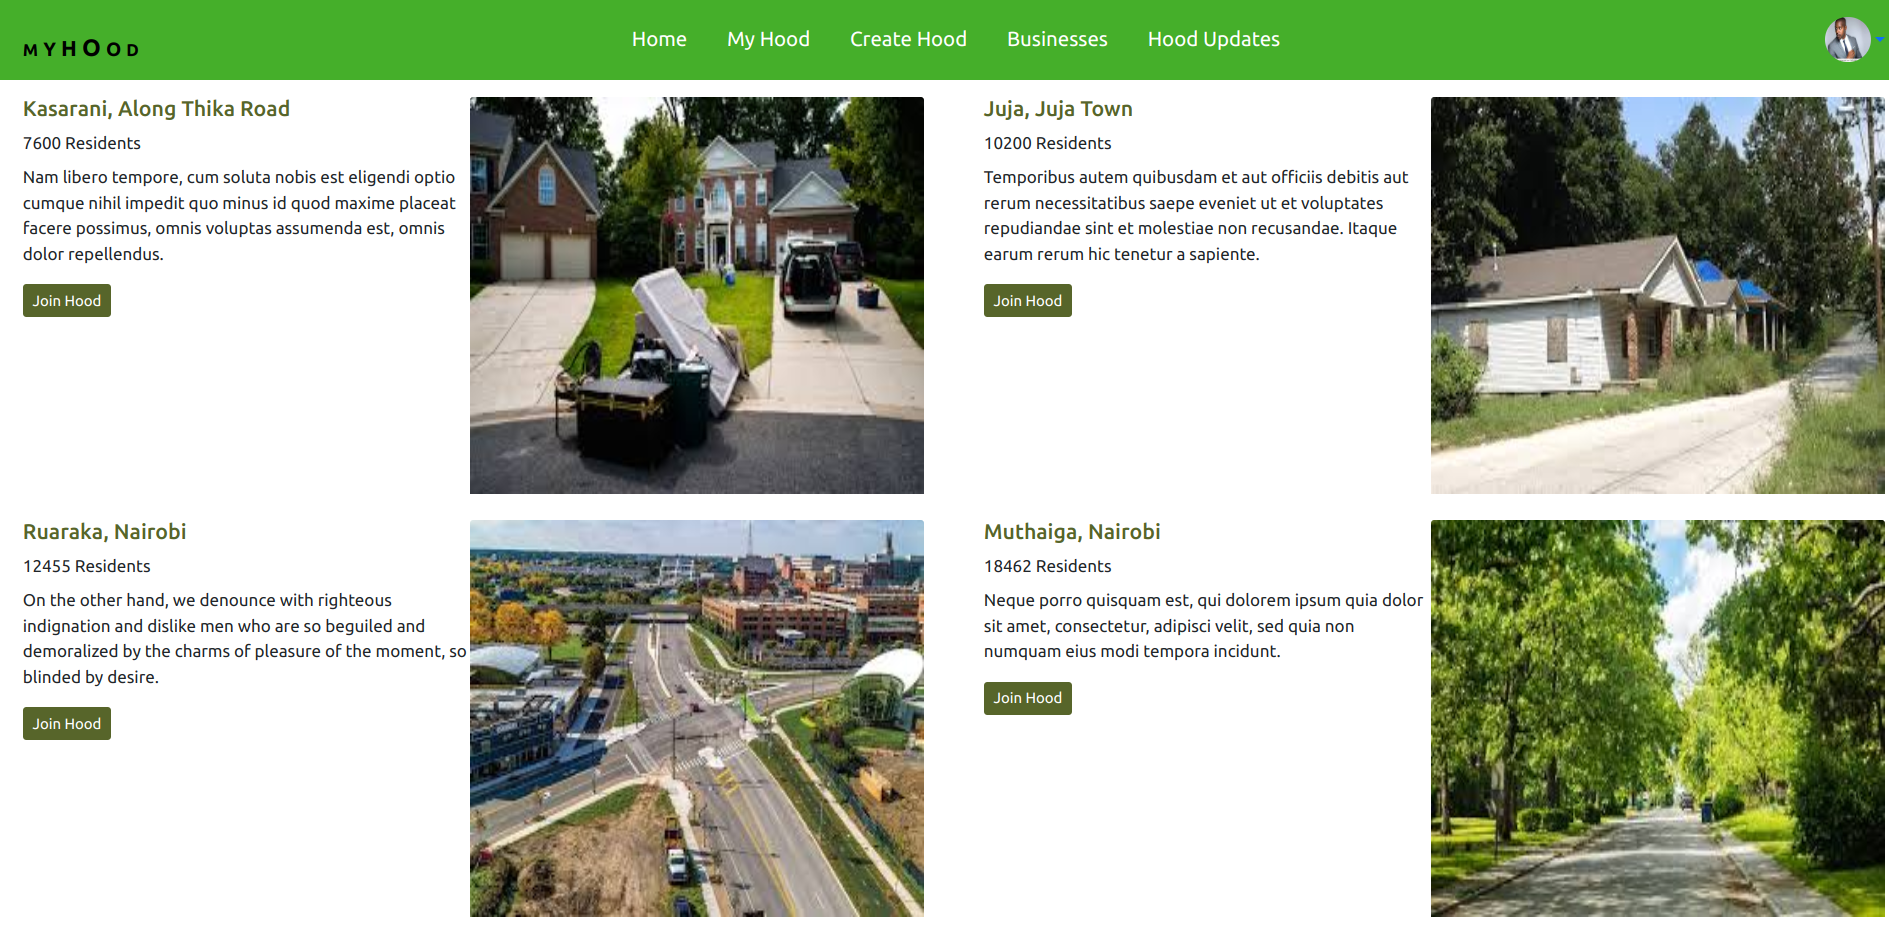 MYHOOD
Home My Hood Create Hood Businesses Hood Updates
Kasarani, Along Thika Road
7600 Residents
Nam libero tempore, cum soluta nobis est eligendi optio
cumque nihil impedit quo minus id quod maxime placeat
facere possimus, omnis voluptas assumenda est, omnis
dolor repellendus.
Join Hood
Juja, Juja Town
10200 Residents
Temporibus autem quibusdam et aut officiis debitis aut
rerum necessitatibus saepe eveniet ut et voluptates
repudiandae sint et molestiae non recusandae. Itaque
earum rerum hic tenetur a sapiente.
Join Hood
Ruaraka, Nairobi
12455 Residents
On the other hand, we denounce with righteous
indignation and dislike men who are so beguiled and
demoralized by the charms of pleasure of the moment, so
blinded by desire.
Join Hood
Muthaiga, Nairobi
18462 Residents
Neque porro quisquam est, qui dolorem ipsum quia dolor
sit amet, consectetur, adipisci velit, sed quia non
numquam eius modi tempora incidunt.
Join Hood